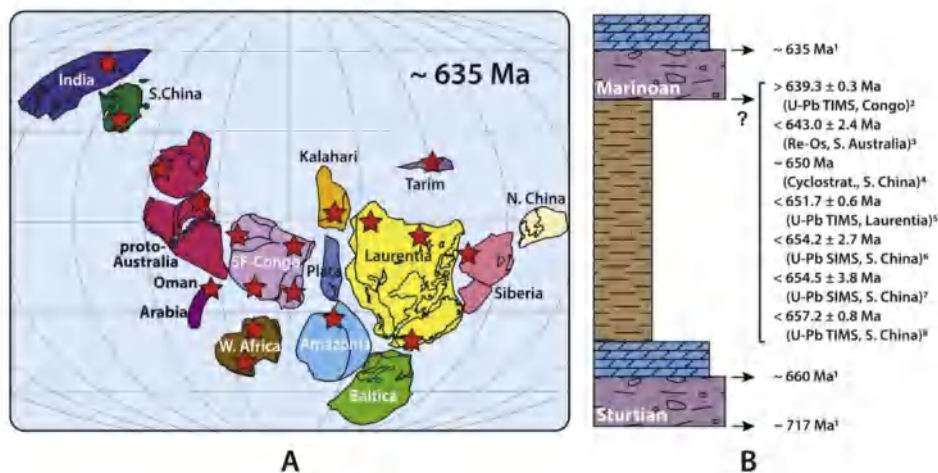 ~ 635 Ma
India
S.China
Kalahari
Tarim
N. China
proto-
Australia
SF-Congo
Plata
Laurentia
Oman
Siberia
Arabia
W. Africa
Amazonia
Baltica
A
~ 635 Ma¹
Marinoan
?
> 639.3 ± 0.3 Ma
(U-Pb TIMS, Congo)²
< 643.0 ± 2.4 Ma
(Re-Os, S. Australia)³
~ 650 Ma
(Cyclostrat., S. China)⁴
< 651.7 ± 0.6 Ma
(U-Pb TIMS, Laurentia)⁵
< 654.2 ± 2.7 Ma
(U-Pb SIMS, S. China)⁶
< 654.5 ± 3.8 Ma
(U-Pb SIMS, S. China)⁷
< 657.2 ± 0.8 Ma
(U-Pb TIMS, S. China)⁸
~ 660 Ma¹
Sturtian
~ 717 Ma¹
B